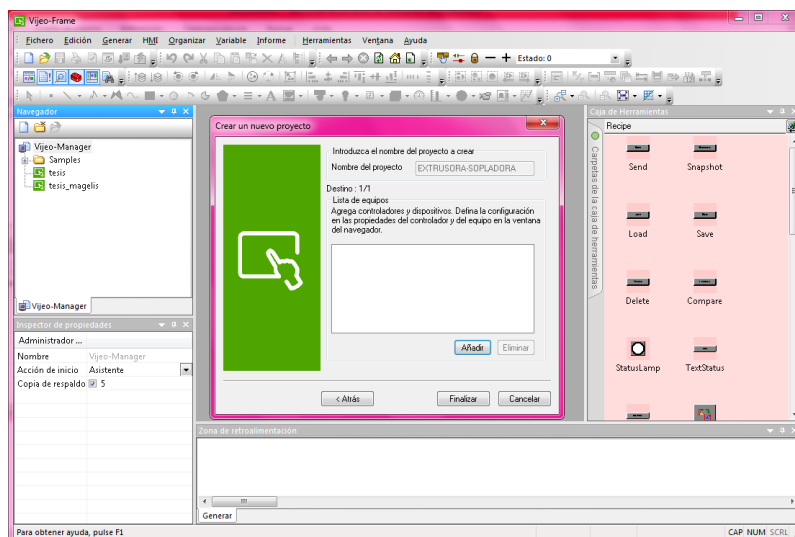 Vijeo-Frame
Fichero Edición Generar HMI Organizar Variable Informe Herramientas Ventana Ayuda
Estado: 0
Navegador
Vijeo-Manager
Samples
tesis
tesis_magelis
Vijeo-Manager
Inspector de propiedades
Administrador ...
Nombre Vijeo-Manager
Acción de inicio Asistente
Copia de respaldo 5
Crear un nuevo proyecto
Introduzca el nombre del proyecto a crear
Nombre del proyecto EXTRUSORA-SOPLADORA
Destino : 1/1
Lista de equipos
Agrega controladores y dispositivos. Defina la configuración
en las propiedades del controlador y del equipo en la ventana
del navegador.
Añadir Eliminar
< Atrás Finalizar Cancelar
Caja de Herramientas
Carpetas de la caja de herramientas
Recipe
Send Snapshot
Load Save
Delete Compare
StatusLamp TextStatus
Zona de retroalimentación
Generar
Para obtener ayuda, pulse F1
CAP NUM SCRL